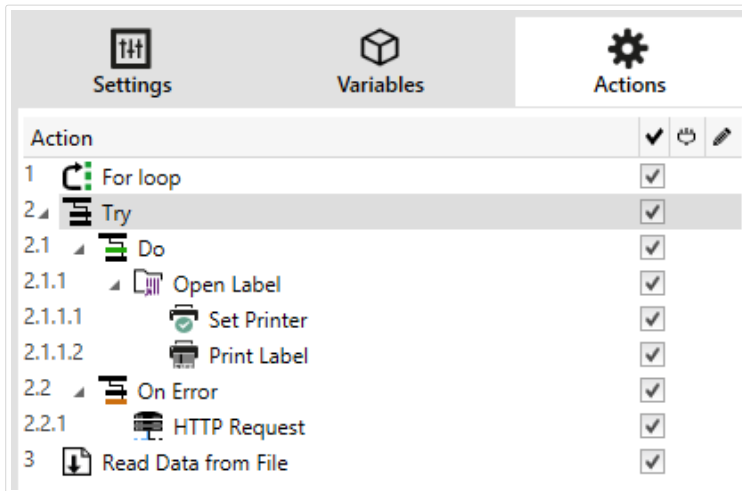 Settings Variables Actions
Action
1 For loop
2 Try
2.1 Do
2.1.1 Open Label
2.1.1.1 Set Printer
2.1.1.2 Print Label
2.2 On Error
2.2.1 HTTP Request
3 Read Data from File